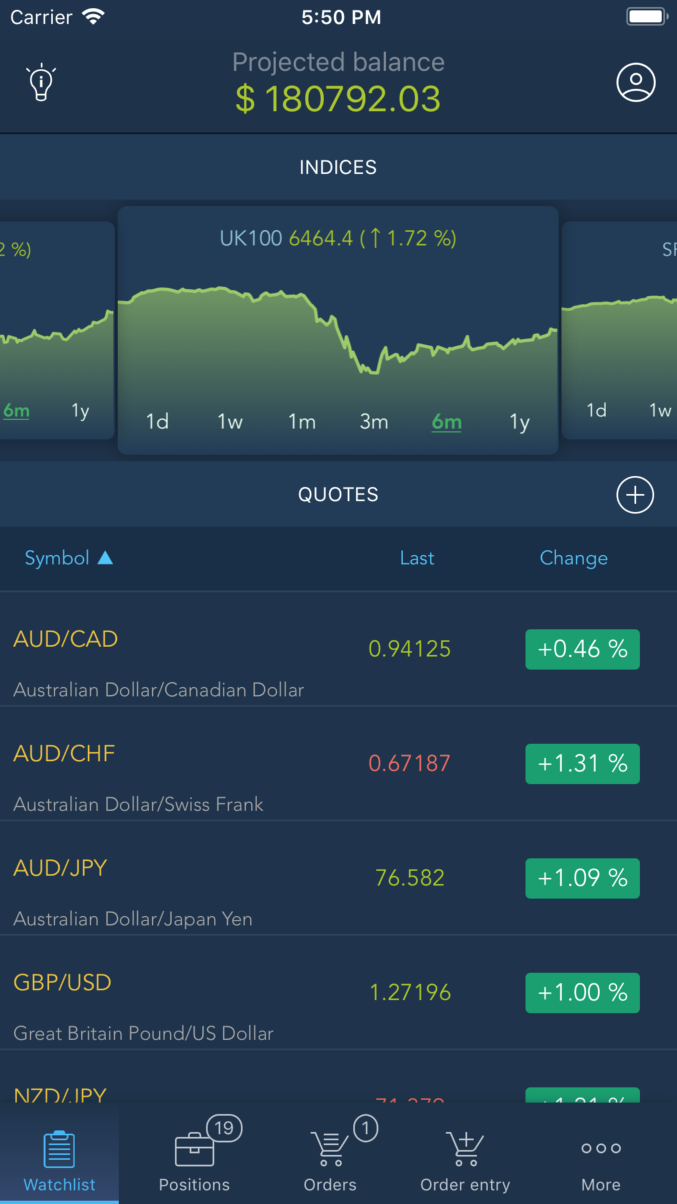 Carrier 5:50 PM
Projected balance
$ 180792.03
INDICES
2 %)
UK100 6464.4 (↑ 1.72 %)
6m 1y
1d 1w 1m 3m 6m 1y
1d 1w
QUOTES
Symbol ▲ Last Change
AUD/CAD
0.94125 +0.46 %
Australian Dollar/Canadian Dollar
AUD/CHF
0.67187 +1.31 %
Australian Dollar/Swiss Frank
AUD/JPY
76.582 +1.09 %
Australian Dollar/Japan Yen
GBP/USD
1.27196 +1.00 %
Great Britain Pound/US Dollar
NZD/JPY
19 1
Watchlist Positions Orders Order entry More